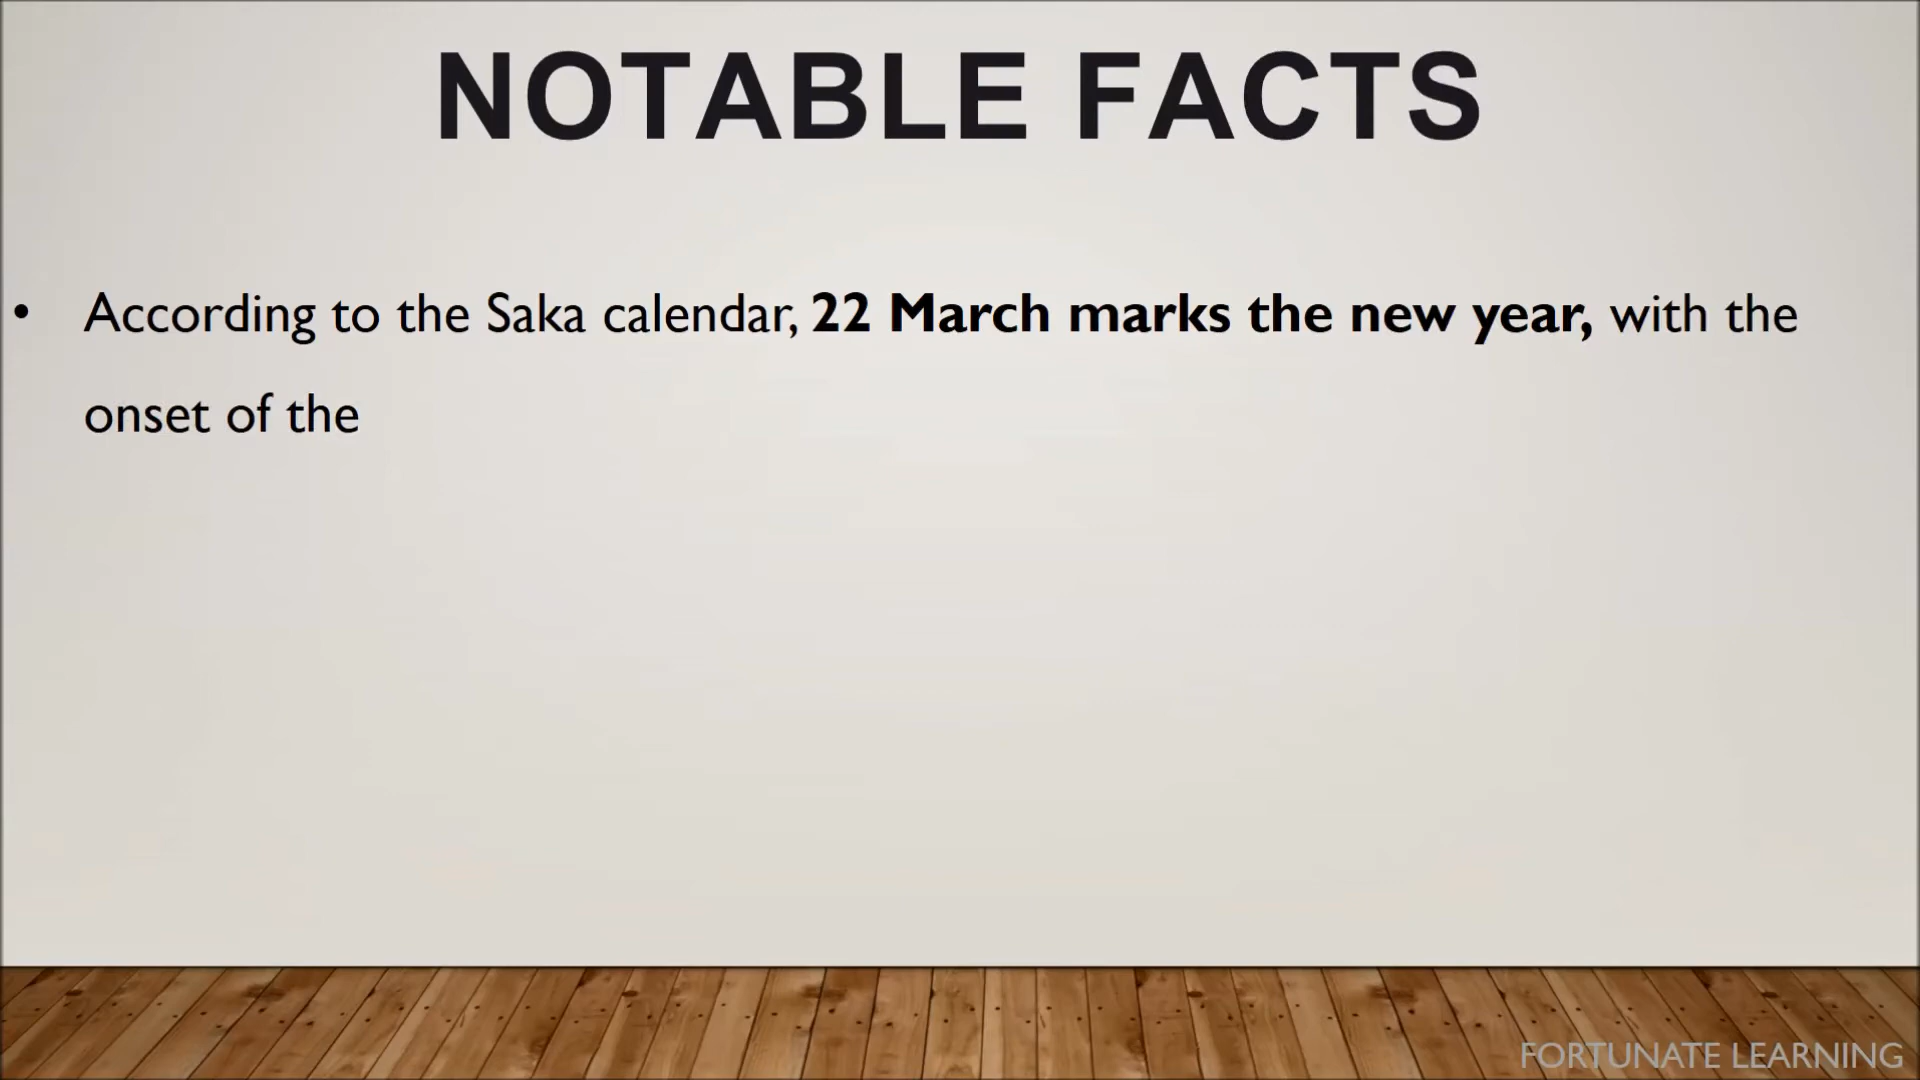 NOTABLE FACTS
• According to the Saka calendar, 22 March marks the new year, with the
onset of the
FORTUNATE LEARNING